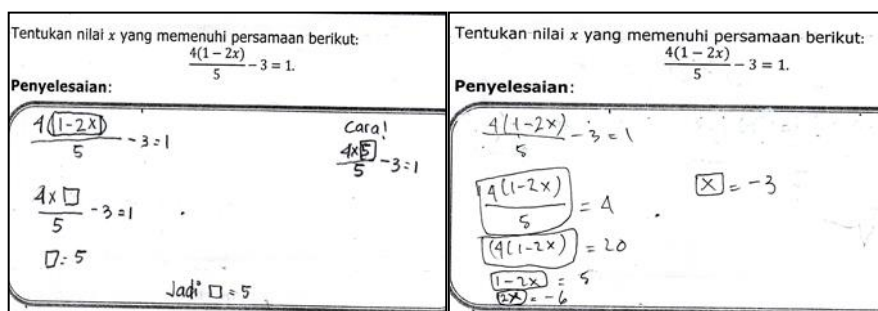 Tentukan nilai x yang memenuhi persamaan berikut:
4(1 − 2x)/5 − 3 = 1.
Penyelesaian:
4(1-2x)/5 - 3 = 1
4x□/5 - 3 = 1
□ = 5
Jadi □ = 5
Cara!
4x5/5 - 3 = 1
Tentukan nilai x yang memenuhi persamaan berikut:
4(1 − 2x)/5 − 3 = 1.
Penyelesaian:
4(1-2x)/5 - 3 = 1
4(1-2x)/5 = 4
(4(1-2x) = 20
1-2x = 5
2x = -6
x = -3